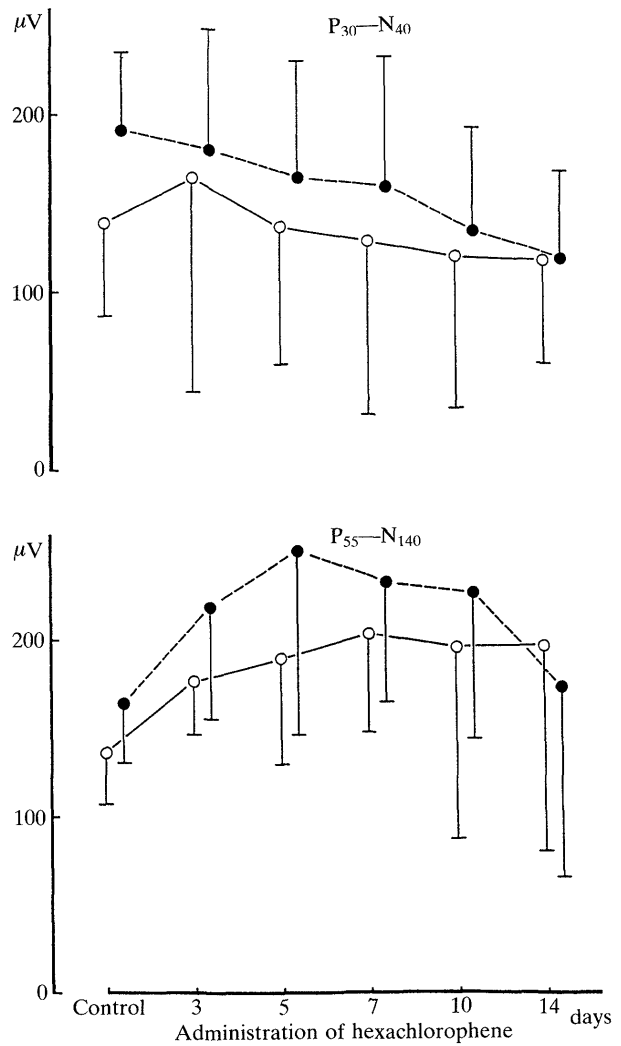 μV
P₃₀—N₄₀
200
100
0
μV
P₅₅—N₁₄₀
200
100
0
Control 3 5 7 10 14 days
Administration of hexachlorophene